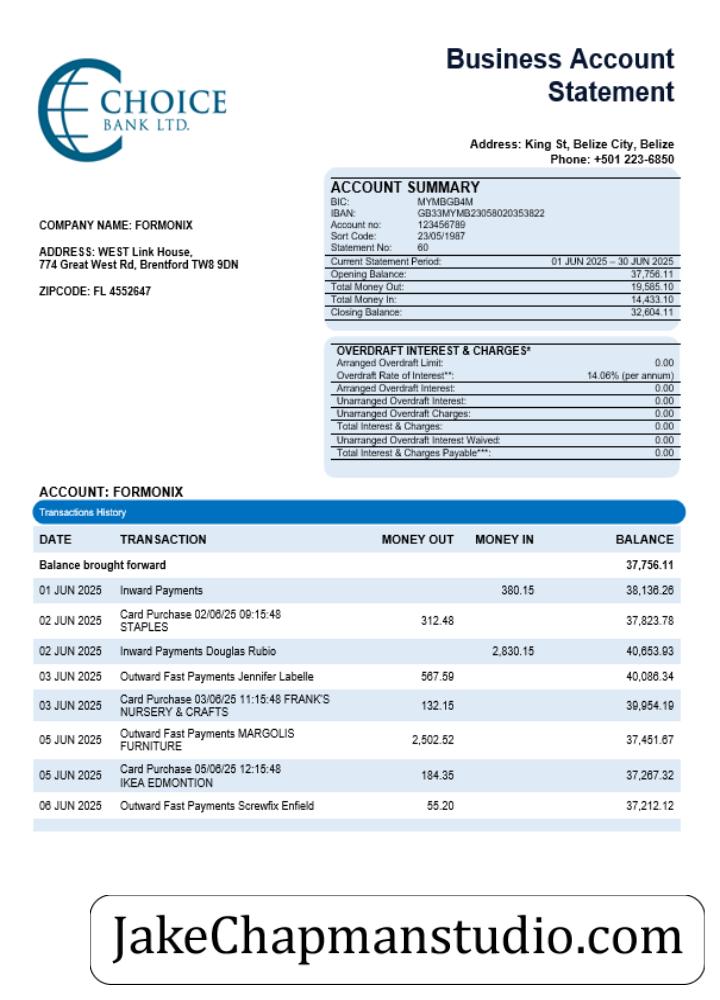 CHOICE
BANK LTD.
Business Account
Statement
Address: King St, Belize City, Belize
Phone: +501 223-6850
COMPANY NAME: FORMONIX
ADDRESS: WEST Link House,
774 Great West Rd, Brentford TW8 9DN
ZIPCODE: FL 4552647
ACCOUNT SUMMARY
BIC: MYMBGB4M
IBAN: GB33MYMB23058020353822
Account no: 123456789
Sort Code: 23/05/1987
Statement No: 60
Current Statement Period: 01 JUN 2025 – 30 JUN 2025
Opening Balance: 37,756.11
Total Money Out: 19,585.10
Total Money In: 14,433.10
Closing Balance: 32,604.11
OVERDRAFT INTEREST & CHARGES*
Arranged Overdraft Limit: 0.00
Overdraft Rate of Interest**: 14.06% (per annum)
Arranged Overdraft Interest: 0.00
Unarranged Overdraft Interest: 0.00
Unarranged Overdraft Charges: 0.00
Total Interest & Charges: 0.00
Unarranged Overdraft Interest Waived: 0.00
Total Interest & Charges Payable***: 0.00
ACCOUNT: FORMONIX
Transactions History
DATE TRANSACTION MONEY OUT MONEY IN BALANCE
Balance brought forward 37,756.11
01 JUN 2025 Inward Payments 380.15 38,136.26
02 JUN 2025 Card Purchase 02/06/25 09:15:48
STAPLES 312.48 37,823.78
02 JUN 2025 Inward Payments Douglas Rubio 2,830.15 40,653.93
03 JUN 2025 Outward Fast Payments Jennifer Labelle 567.59 40,086.34
03 JUN 2025 Card Purchase 03/06/25 11:15:48 FRANK'S
NURSERY & CRAFTS 132.15 39,954.19
05 JUN 2025 Outward Fast Payments MARGOLIS
FURNITURE 2,502.52 37,451.67
05 JUN 2025 Card Purchase 05/06/25 12:15:48
IKEA EDMONTION 184.35 37,267.32
06 JUN 2025 Outward Fast Payments Screwfix Enfield 55.20 37,212.12
JakeChapmanstudio.com